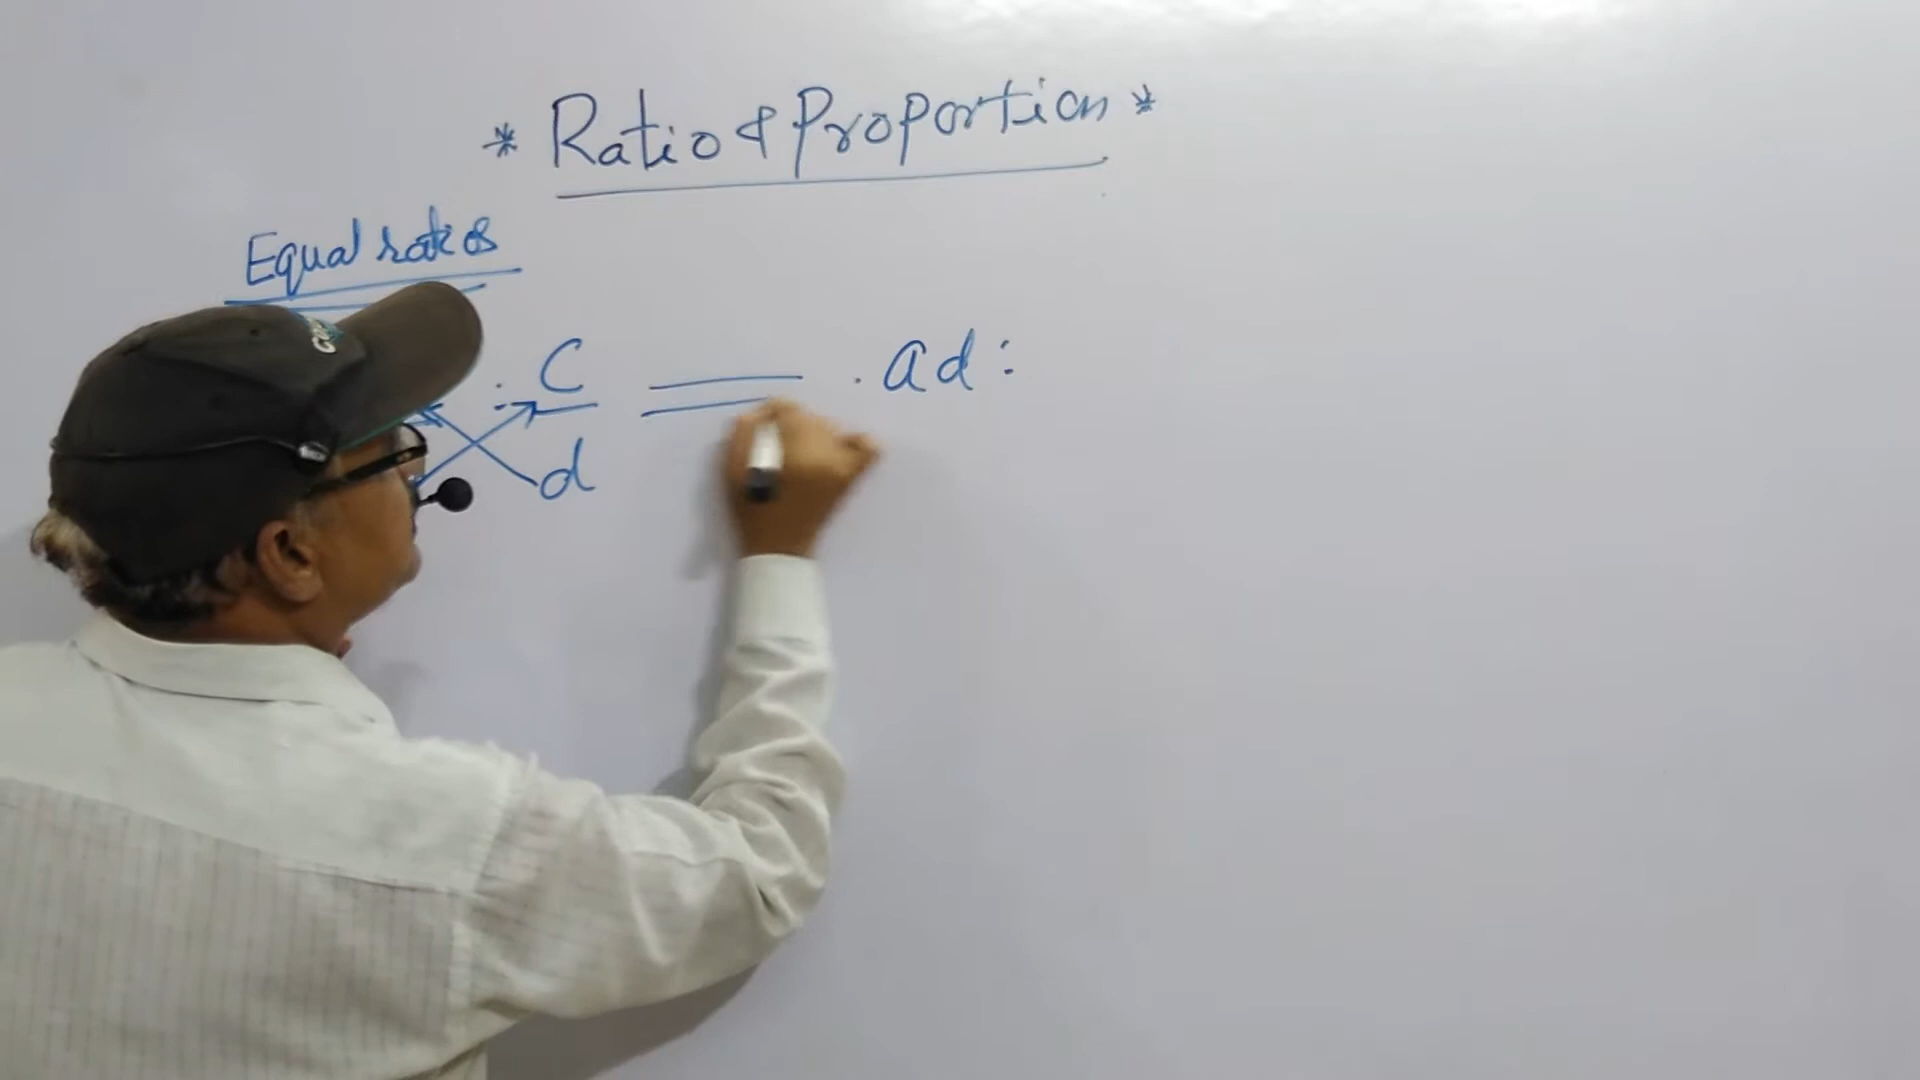 * Ratio & Proportion *
Equal ratios
: C = . ad :
d